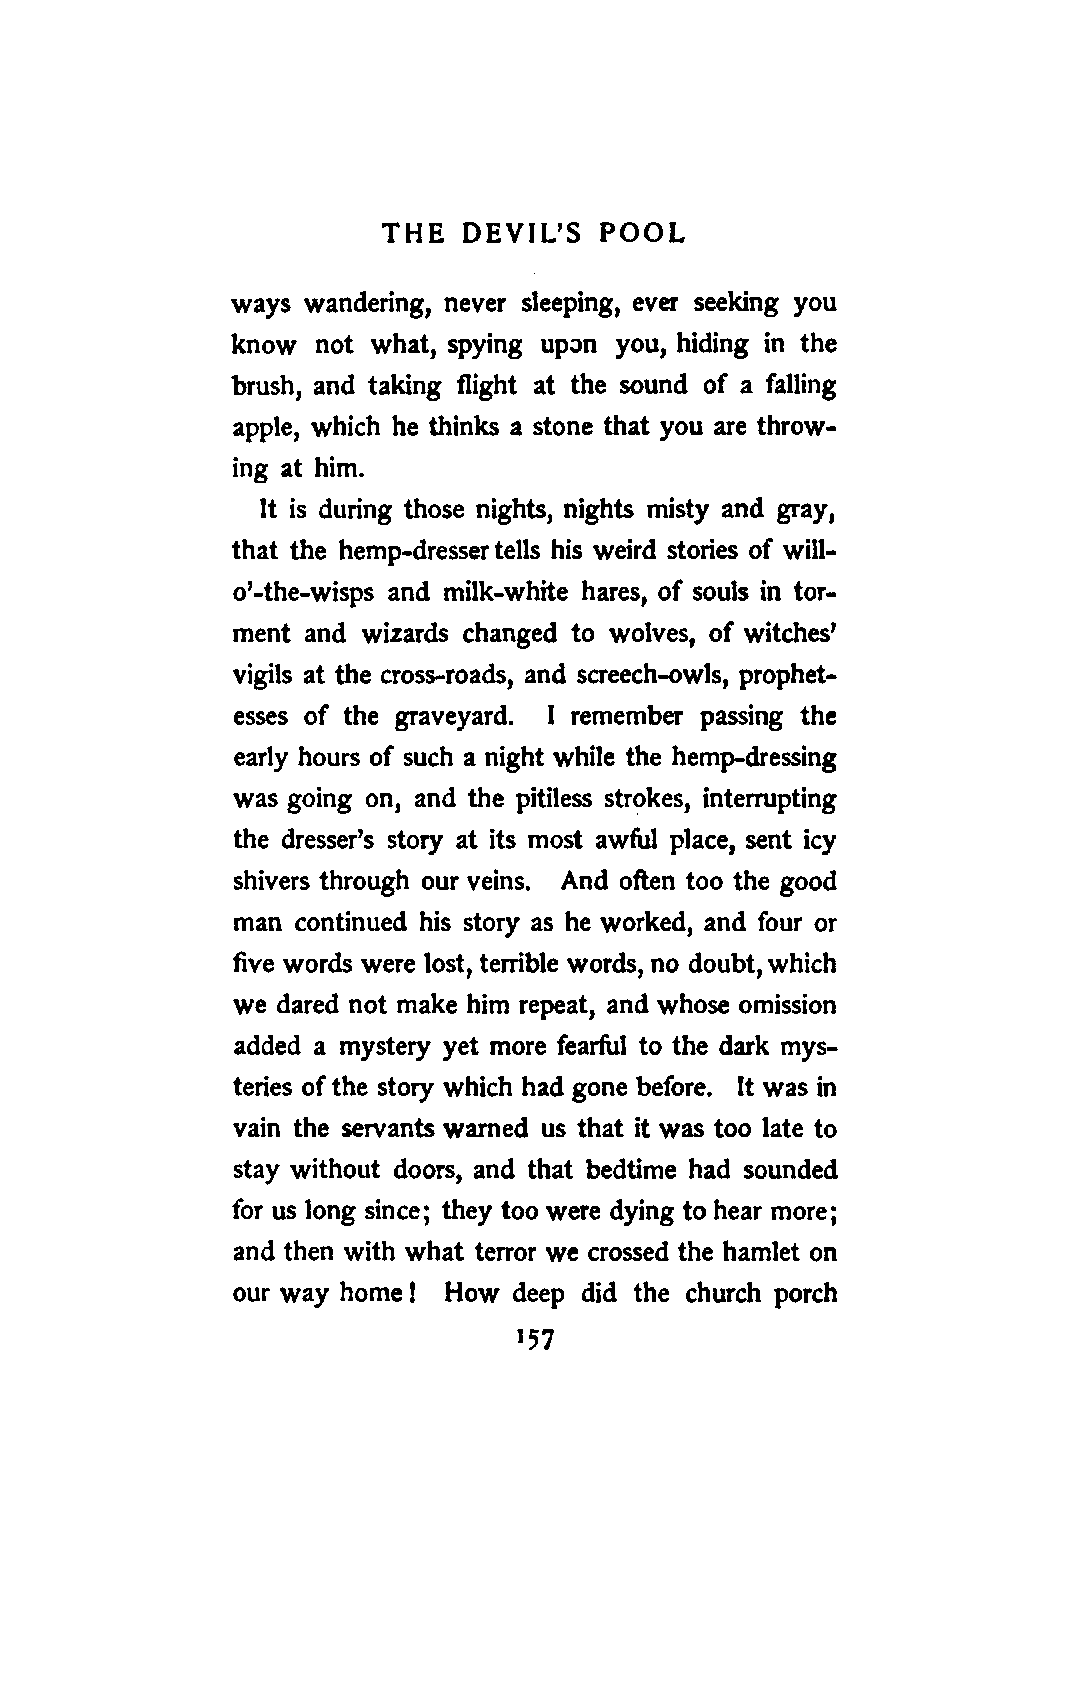 THE DEVIL'S POOL
ways wandering, never sleeping, ever seeking you
know not what, spying upon you, hiding in the
brush, and taking flight at the sound of a falling
apple, which he thinks a stone that you are throw-
ing at him.
It is during those nights, nights misty and gray,
that the hemp-dresser tells his weird stories of will-
o'-the-wisps and milk-white hares, of souls in tor-
ment and wizards changed to wolves, of witches'
vigils at the cross-roads, and screech-owls, prophet-
esses of the graveyard. I remember passing the
early hours of such a night while the hemp-dressing
was going on, and the pitiless strokes, interrupting
the dresser's story at its most awful place, sent icy
shivers through our veins. And often too the good
man continued his story as he worked, and four or
five words were lost, terrible words, no doubt, which
we dared not make him repeat, and whose omission
added a mystery yet more fearful to the dark mys-
teries of the story which had gone before. It was in
vain the servants warned us that it was too late to
stay without doors, and that bedtime had sounded
for us long since; they too were dying to hear more;
and then with what terror we crossed the hamlet on
our way home! How deep did the church porch
157